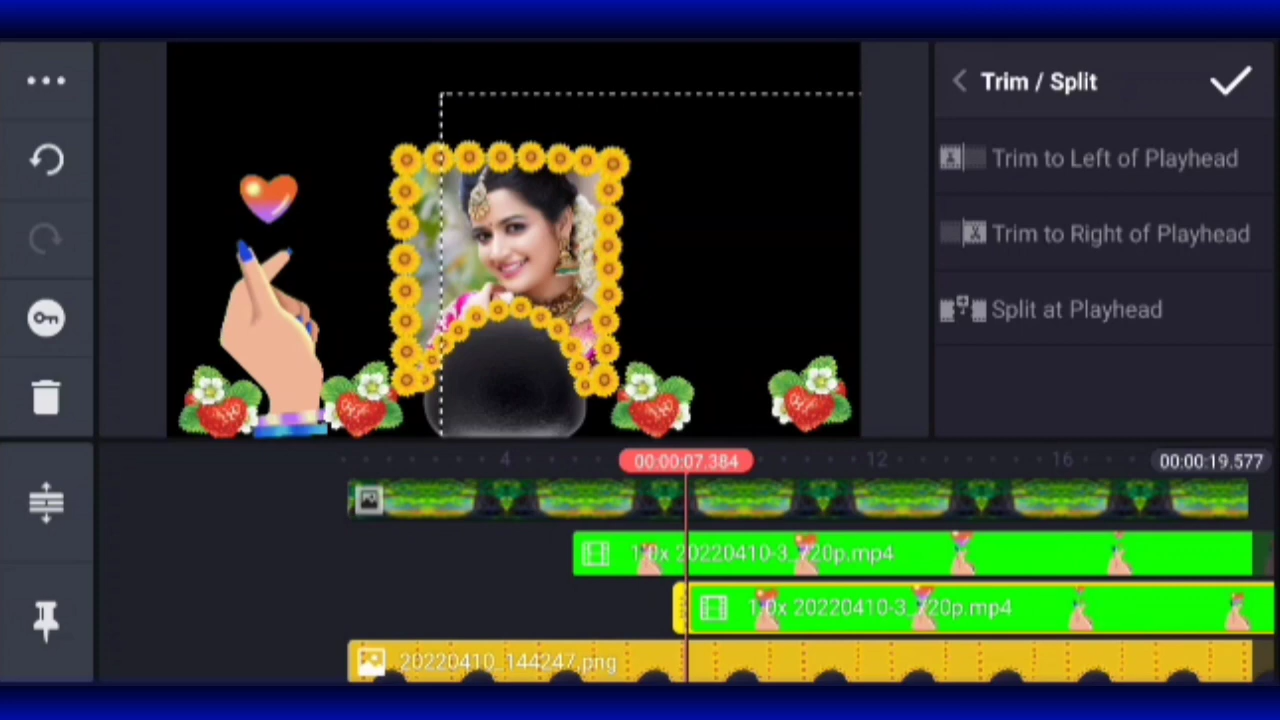 Trim / Split
Trim to Left of Playhead
Trim to Right of Playhead
Split at Playhead
4
00:00:07.384
12
16
00:00:19.577
1.0x 20220410-3_720p.mp4
1.0x 20220410-3_720p.mp4
20220410_144247.png